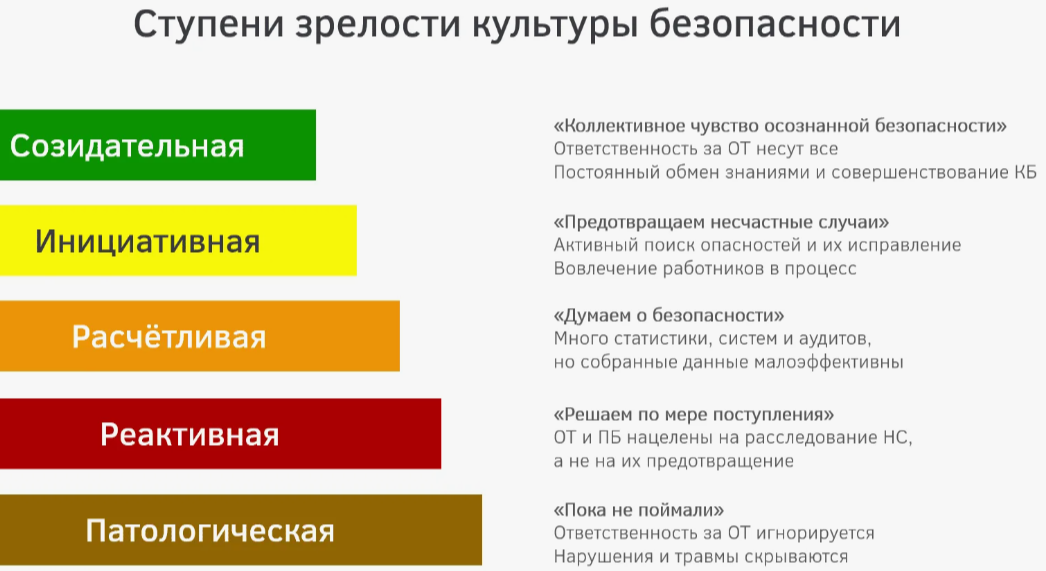 Ступени зрелости культуры безопасности
Созидательная
«Коллективное чувство осознанной безопасности»
Ответственность за ОТ несут все
Постоянный обмен знаниями и совершенствование КБ
Инициативная
«Предотвращаем несчастные случаи»
Активный поиск опасностей и их исправление
Вовлечение работников в процесс
Расчётливая
«Думаем о безопасности»
Много статистики, систем и аудитов,
но собранные данные малоэффективны
Реактивная
«Решаем по мере поступления»
ОТ и ПБ нацелены на расследование НС,
а не на их предотвращение
Патологическая
«Пока не поймали»
Ответственность за ОТ игнорируется
Нарушения и травмы скрываются